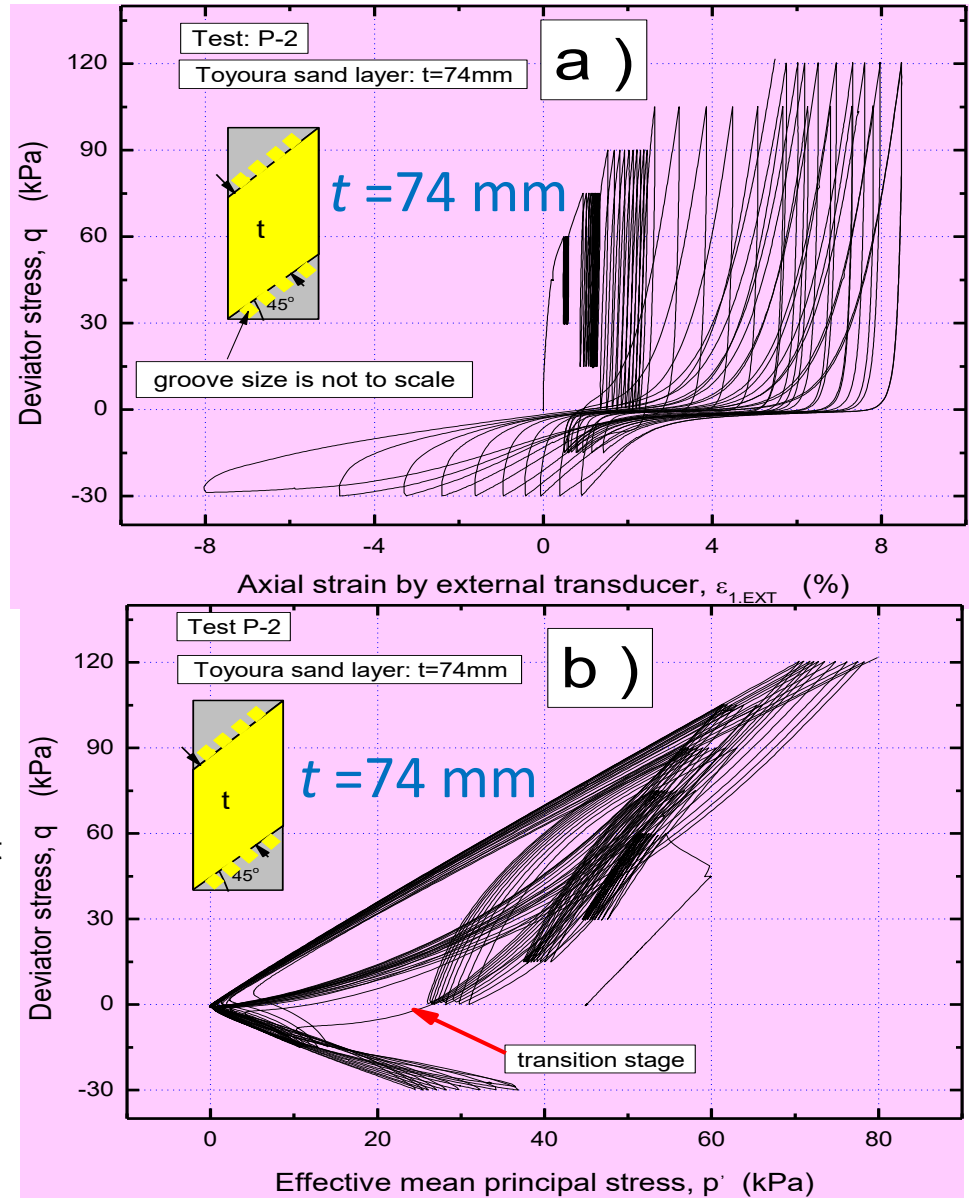 Test: P-2
a )
Toyoura sand layer: t=74mm
t =74 mm
t
45°
groove size is not to scale
120
90
60
30
0
-30
Deviator stress, q (kPa)
-8
-4
0
4
8
Axial strain by external transducer, ε1.EXT (%)
Test P-2
b )
Toyoura sand layer: t=74mm
t =74 mm
t
45°
transition stage
120
90
60
30
0
-30
Deviator stress, q (kPa)
0
20
40
60
80
Effective mean principal stress, p' (kPa)